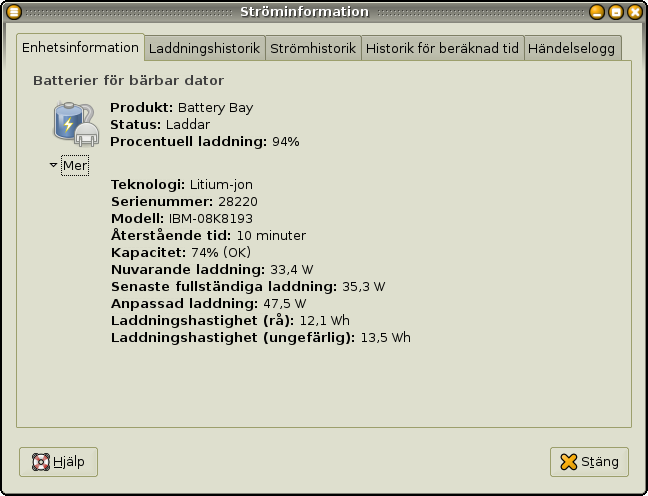 Ströminformation
Enhetsinformation Laddningshistorik Strömhistorik Historik för beräknad tid Händelselogg
Batterier för bärbar dator
Produkt: Battery Bay
Status: Laddar
Procentuell laddning: 94%
Mer
Teknologi: Litium-jon
Serienummer: 28220
Modell: IBM-08K8193
Återstående tid: 10 minuter
Kapacitet: 74% (OK)
Nuvarande laddning: 33,4 W
Senaste fullständiga laddning: 35,3 W
Anpassad laddning: 47,5 W
Laddningshastighet (rå): 12,1 Wh
Laddningshastighet (ungefärlig): 13,5 Wh
Hjälp Stäng